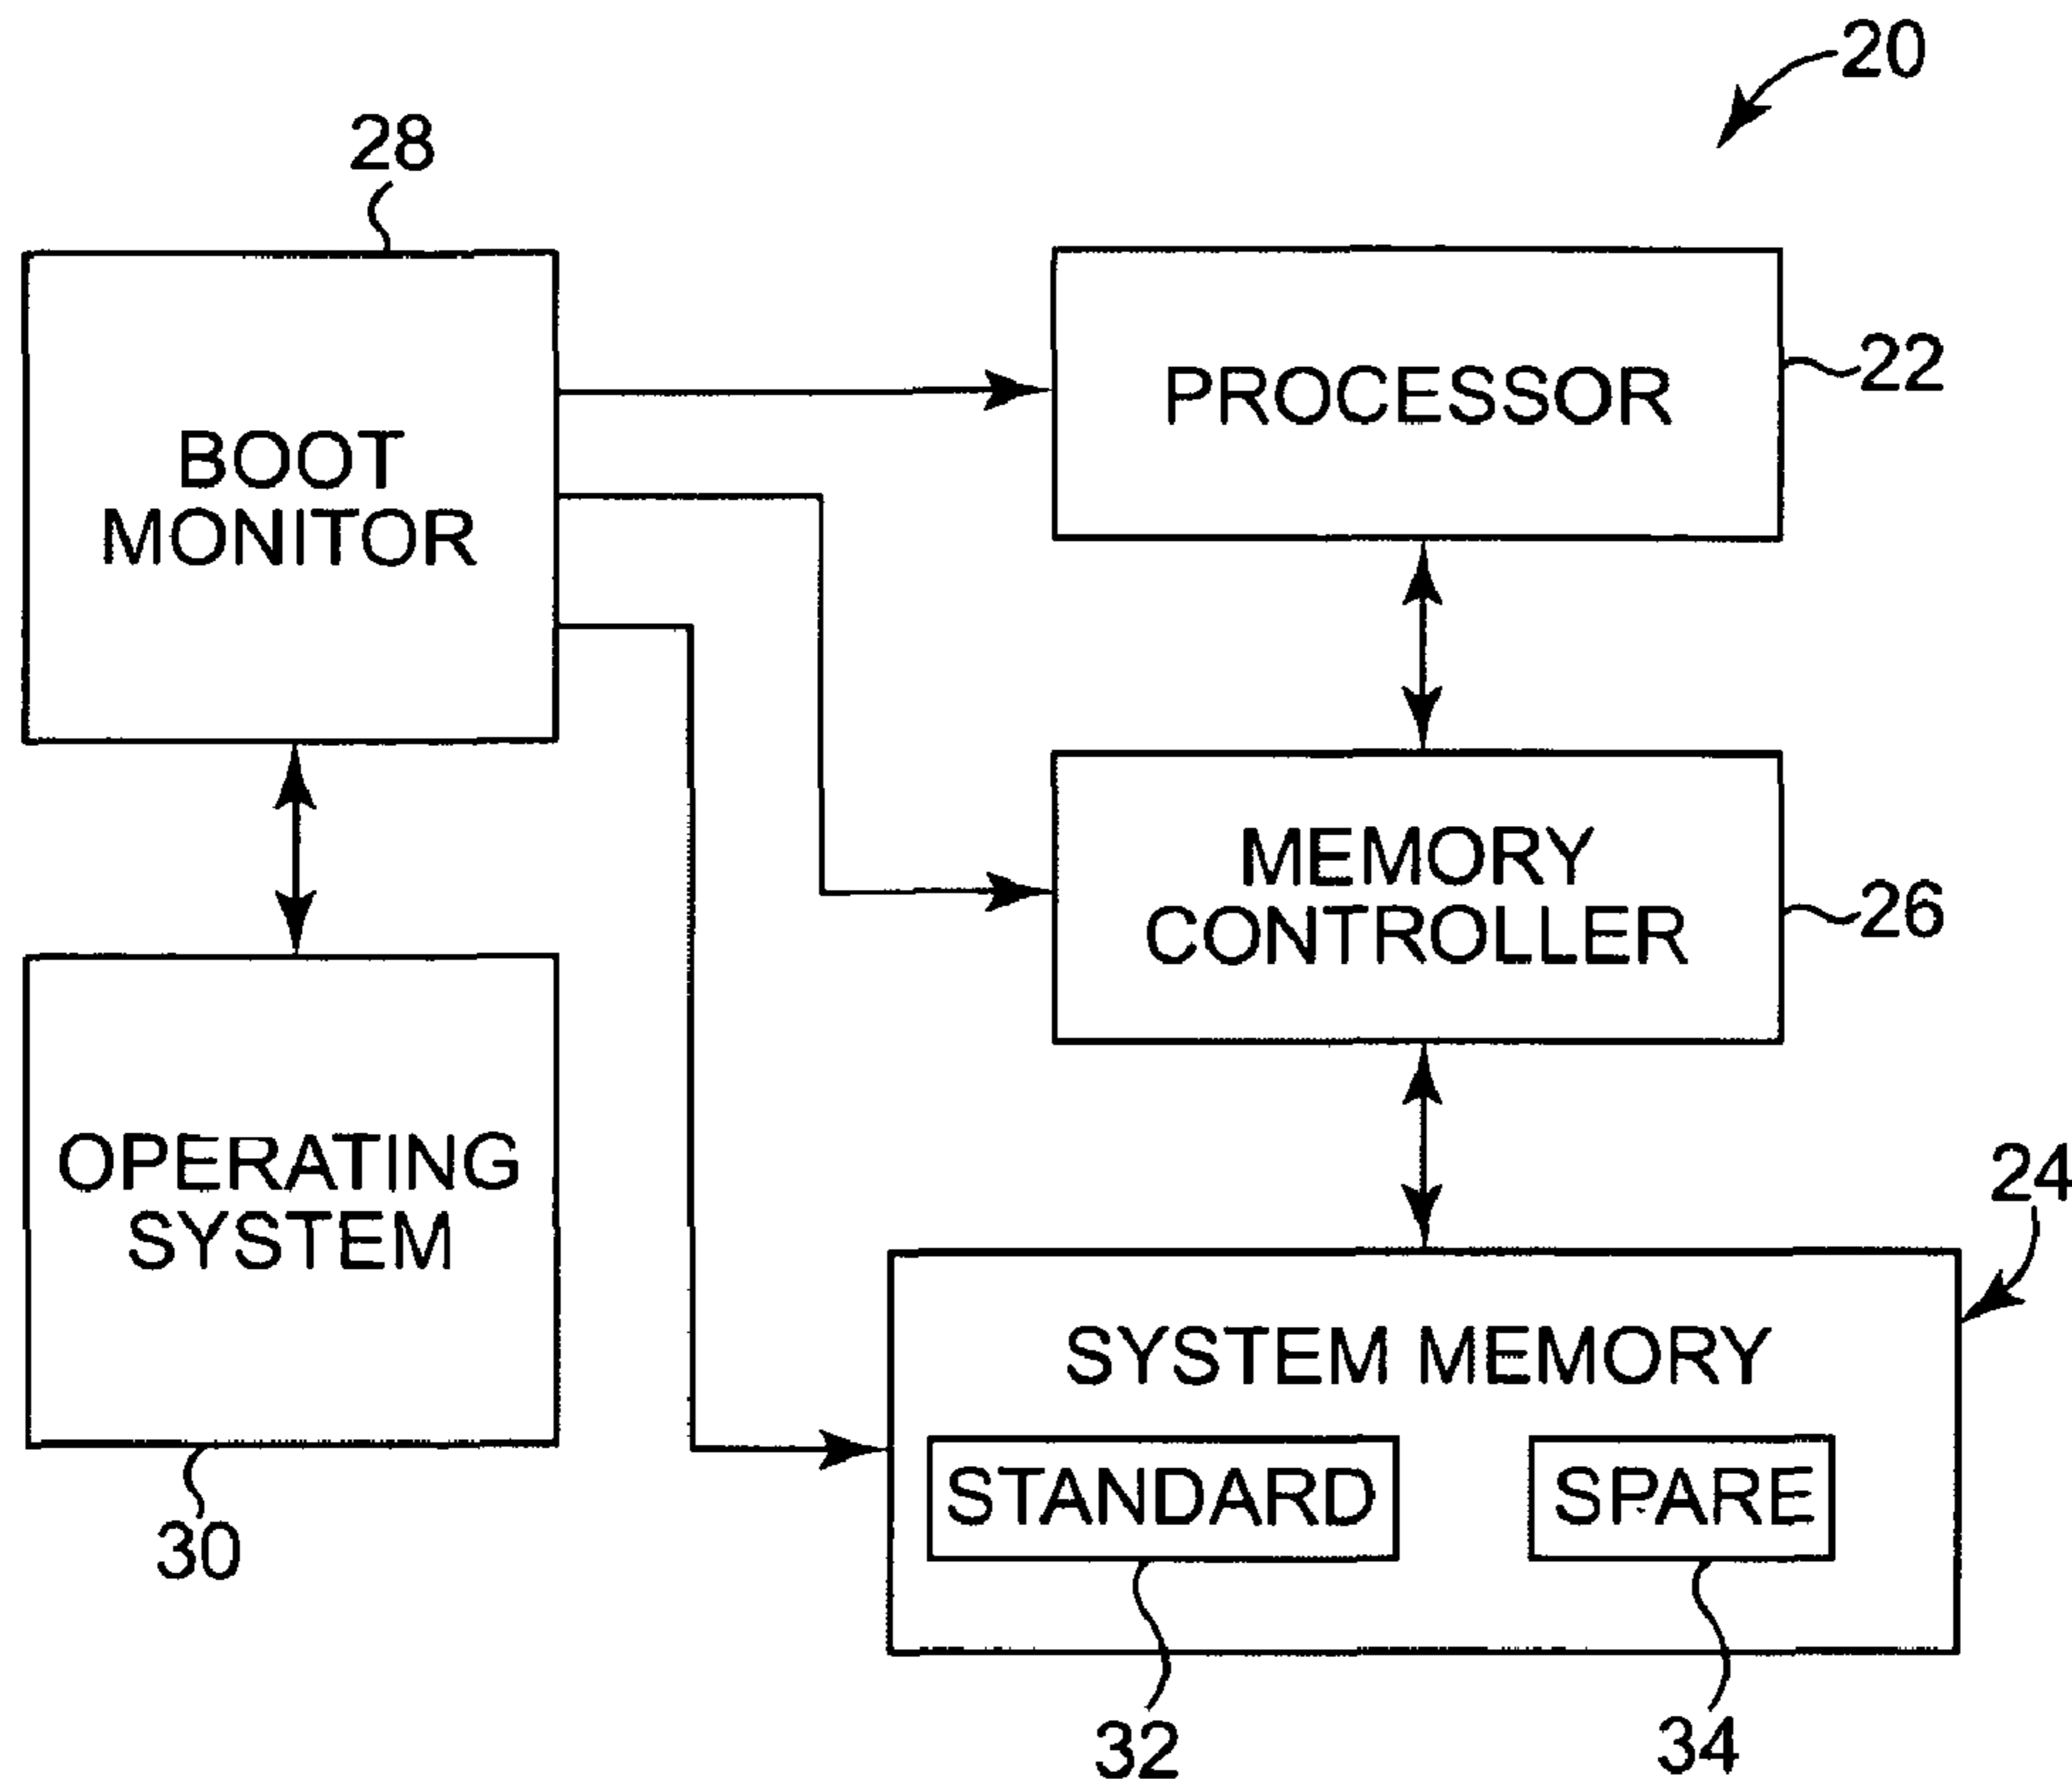 20
28
BOOT
MONITOR
PROCESSOR
22
MEMORY
CONTROLLER
26
OPERATING
SYSTEM
30
24
SYSTEM MEMORY
STANDARD
SPARE
32
34